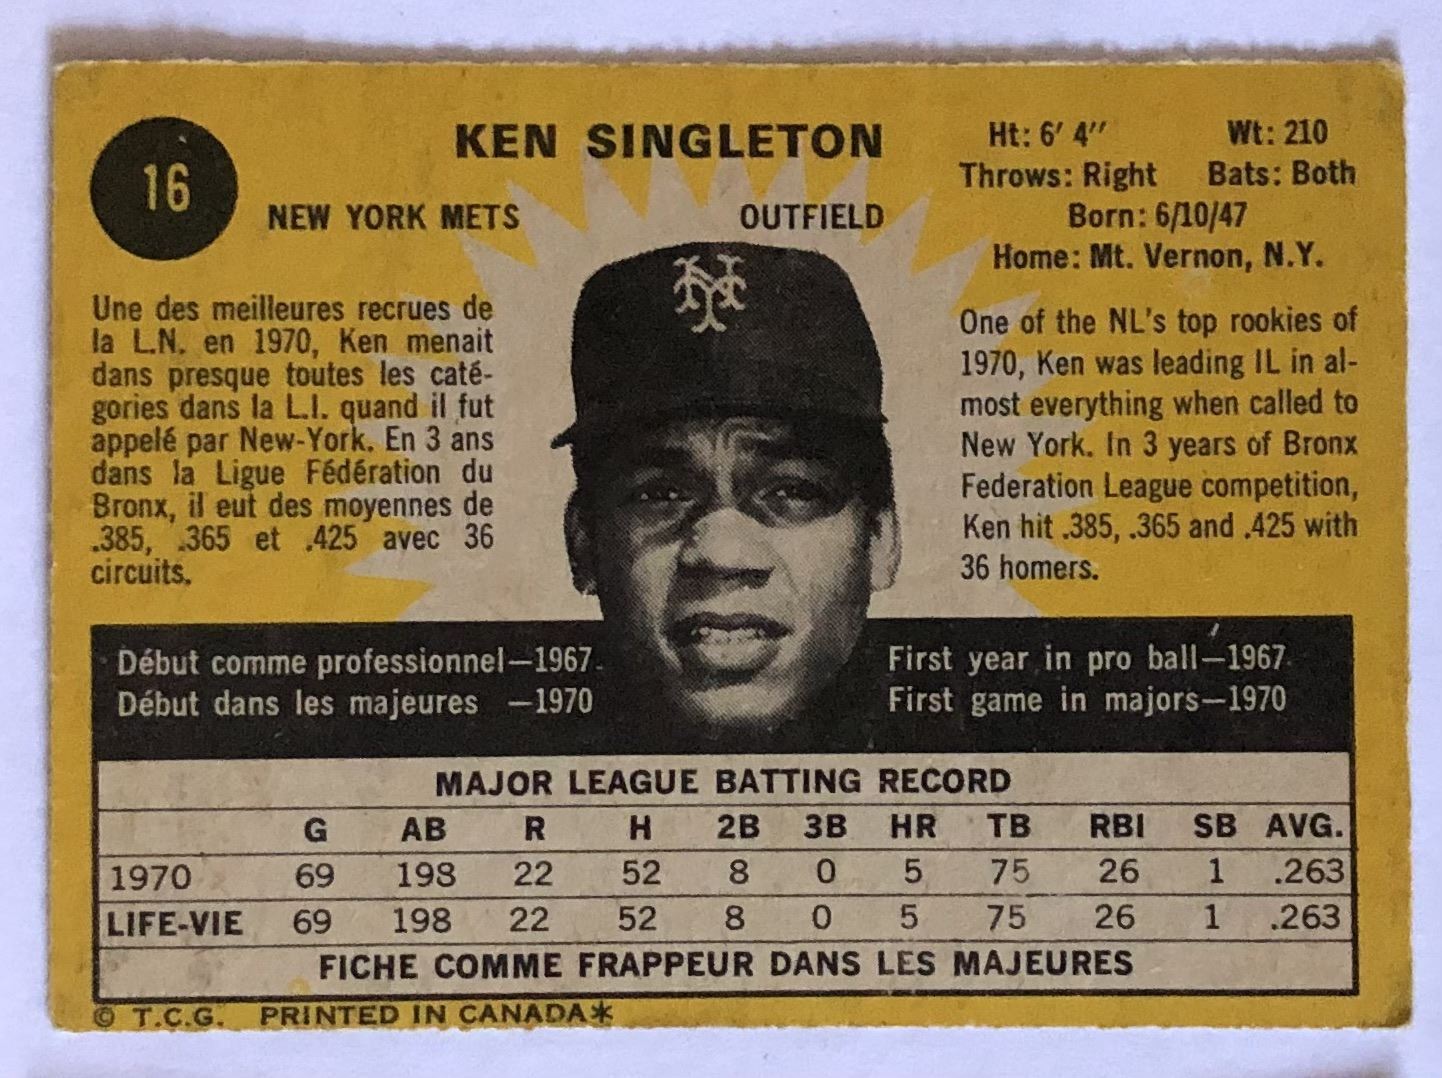 16
KEN SINGLETON
NEW YORK METS OUTFIELD
Ht: 6' 4'' Wt: 210
Throws: Right Bats: Both
Born: 6/10/47
Home: Mt. Vernon, N.Y.
Une des meilleures recrues de
la L.N. en 1970, Ken menait
dans presque toutes les caté-
gories dans la L.I. quand il fut
appelé par New-York. En 3 ans
dans la Ligue Fédération du
Bronx, il eut des moyennes de
.385, .365 et .425 avec 36
circuits.
NY
One of the NL's top rookies of
1970, Ken was leading IL in al-
most everything when called to
New York. In 3 years of Bronx
Federation League competition,
Ken hit .385, .365 and .425 with
36 homers.
Début comme professionnel—1967
Début dans les majeures —1970
First year in pro ball—1967
First game in majors—1970
MAJOR LEAGUE BATTING RECORD
G AB R H 2B 3B HR TB RBI SB AVG.
1970 69 198 22 52 8 0 5 75 26 1 .263
LIFE-VIE 69 198 22 52 8 0 5 75 26 1 .263
FICHE COMME FRAPPEUR DANS LES MAJEURES
© T.C.G. PRINTED IN CANADA*